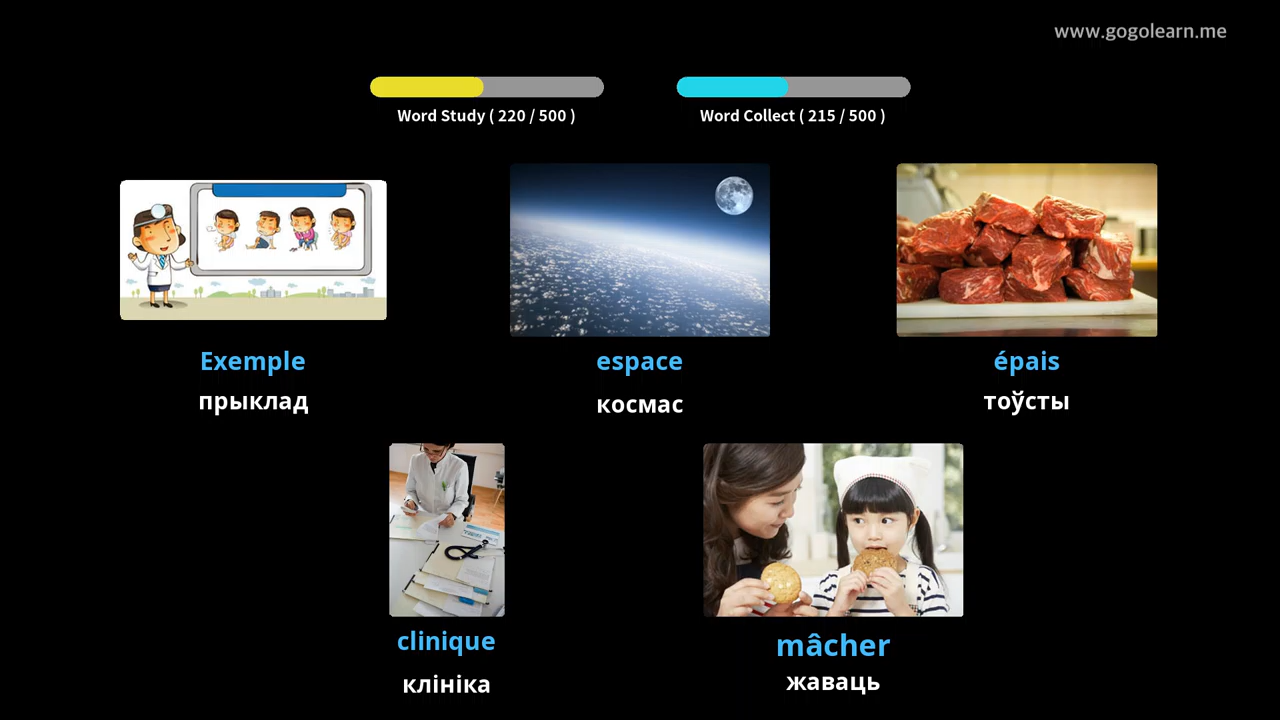 www.gogolearn.me
Word Study ( 220 / 500 )
Word Collect ( 215 / 500 )
Exemple
прыклад
espace
космас
épais
тоўсты
clinique
клініка
mâcher
жаваць